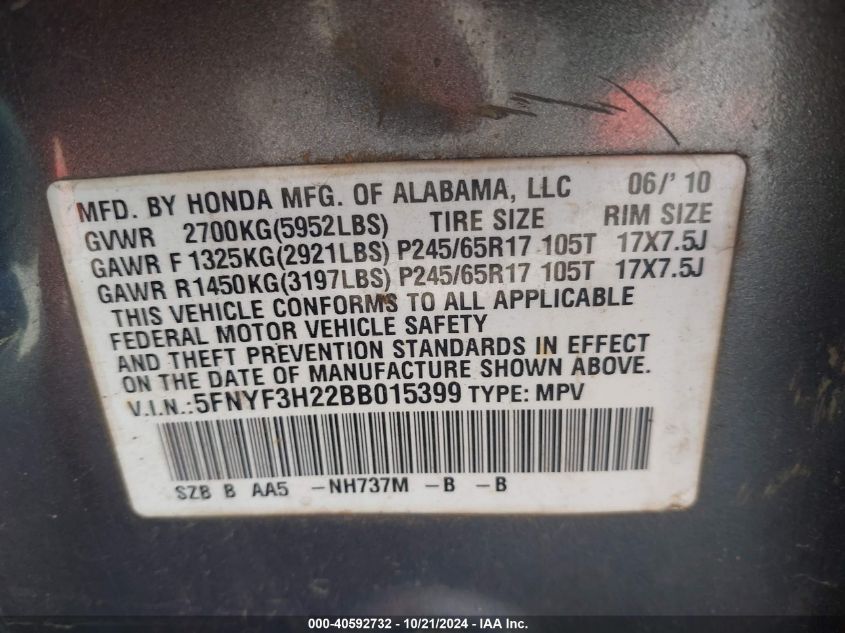 MFD. BY HONDA MFG. OF ALABAMA, LLC 06/' 10
GVWR 2700KG(5952LBS) TIRE SIZE RIM SIZE
GAWR F 1325KG(2921LBS) P245/65R17 105T 17X7.5J
GAWR R1450KG(3197LBS) P245/65R17 105T 17X7.5J
THIS VEHICLE CONFORMS TO ALL APPLICABLE
FEDERAL MOTOR VEHICLE SAFETY
AND THEFT PREVENTION STANDARDS IN EFFECT
ON THE DATE OF MANUFACTURE SHOWN ABOVE.
V.I.N.:5FNYF3H22BB015399 TYPE: MPV
SZB B AA5 -NH737M -B -B
000-40592732 - 10/21/2024 - IAA Inc.